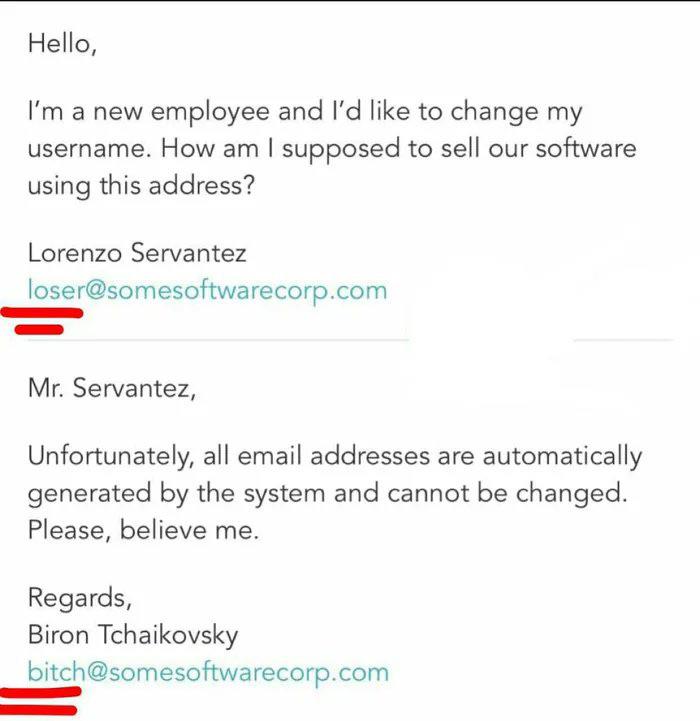 Hello,
I'm a new employee and I'd like to change my
username. How am I supposed to sell our software
using this address?
Lorenzo Servantez
loser@somesoftwarecorp.com
Mr. Servantez,
Unfortunately, all email addresses are automatically
generated by the system and cannot be changed.
Please, believe me.
Regards,
Biron Tchaikovsky
bitch@somesoftwarecorp.com